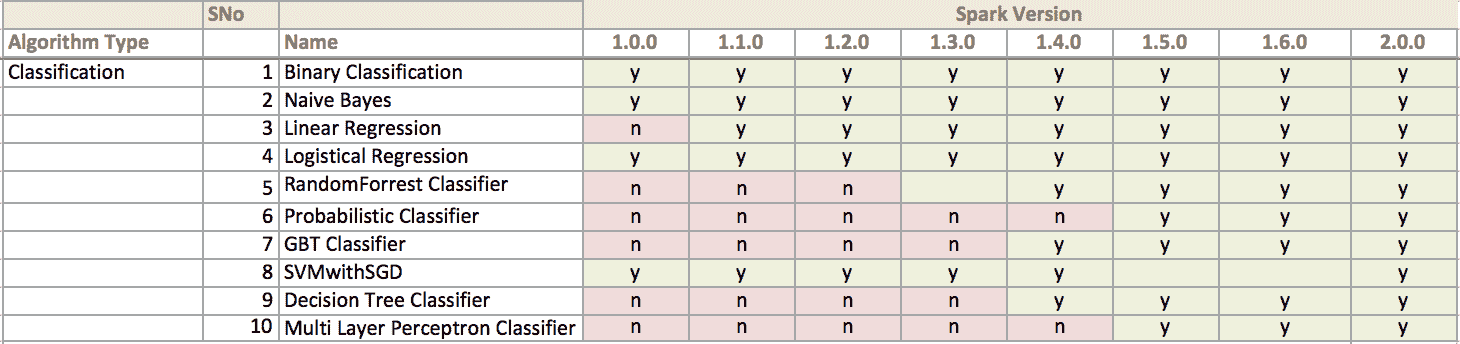 SNo Spark Version
Algorithm Type Name 1.0.0 1.1.0 1.2.0 1.3.0 1.4.0 1.5.0 1.6.0 2.0.0
Classification 1 Binary Classification y y y y y y y y
2 Naive Bayes y y y y y y y y
3 Linear Regression n y y y y y y y
4 Logistical Regression y y y y y y y y
5 RandomForrest Classifier n n n y y y y
6 Probabilistic Classifier n n n n n y y y
7 GBT Classifier n n n n y y y y
8 SVMwithSGD y y y y y y
9 Decision Tree Classifier n n n n y y y y
10 Multi Layer Perceptron Classifier n n n n n y y y